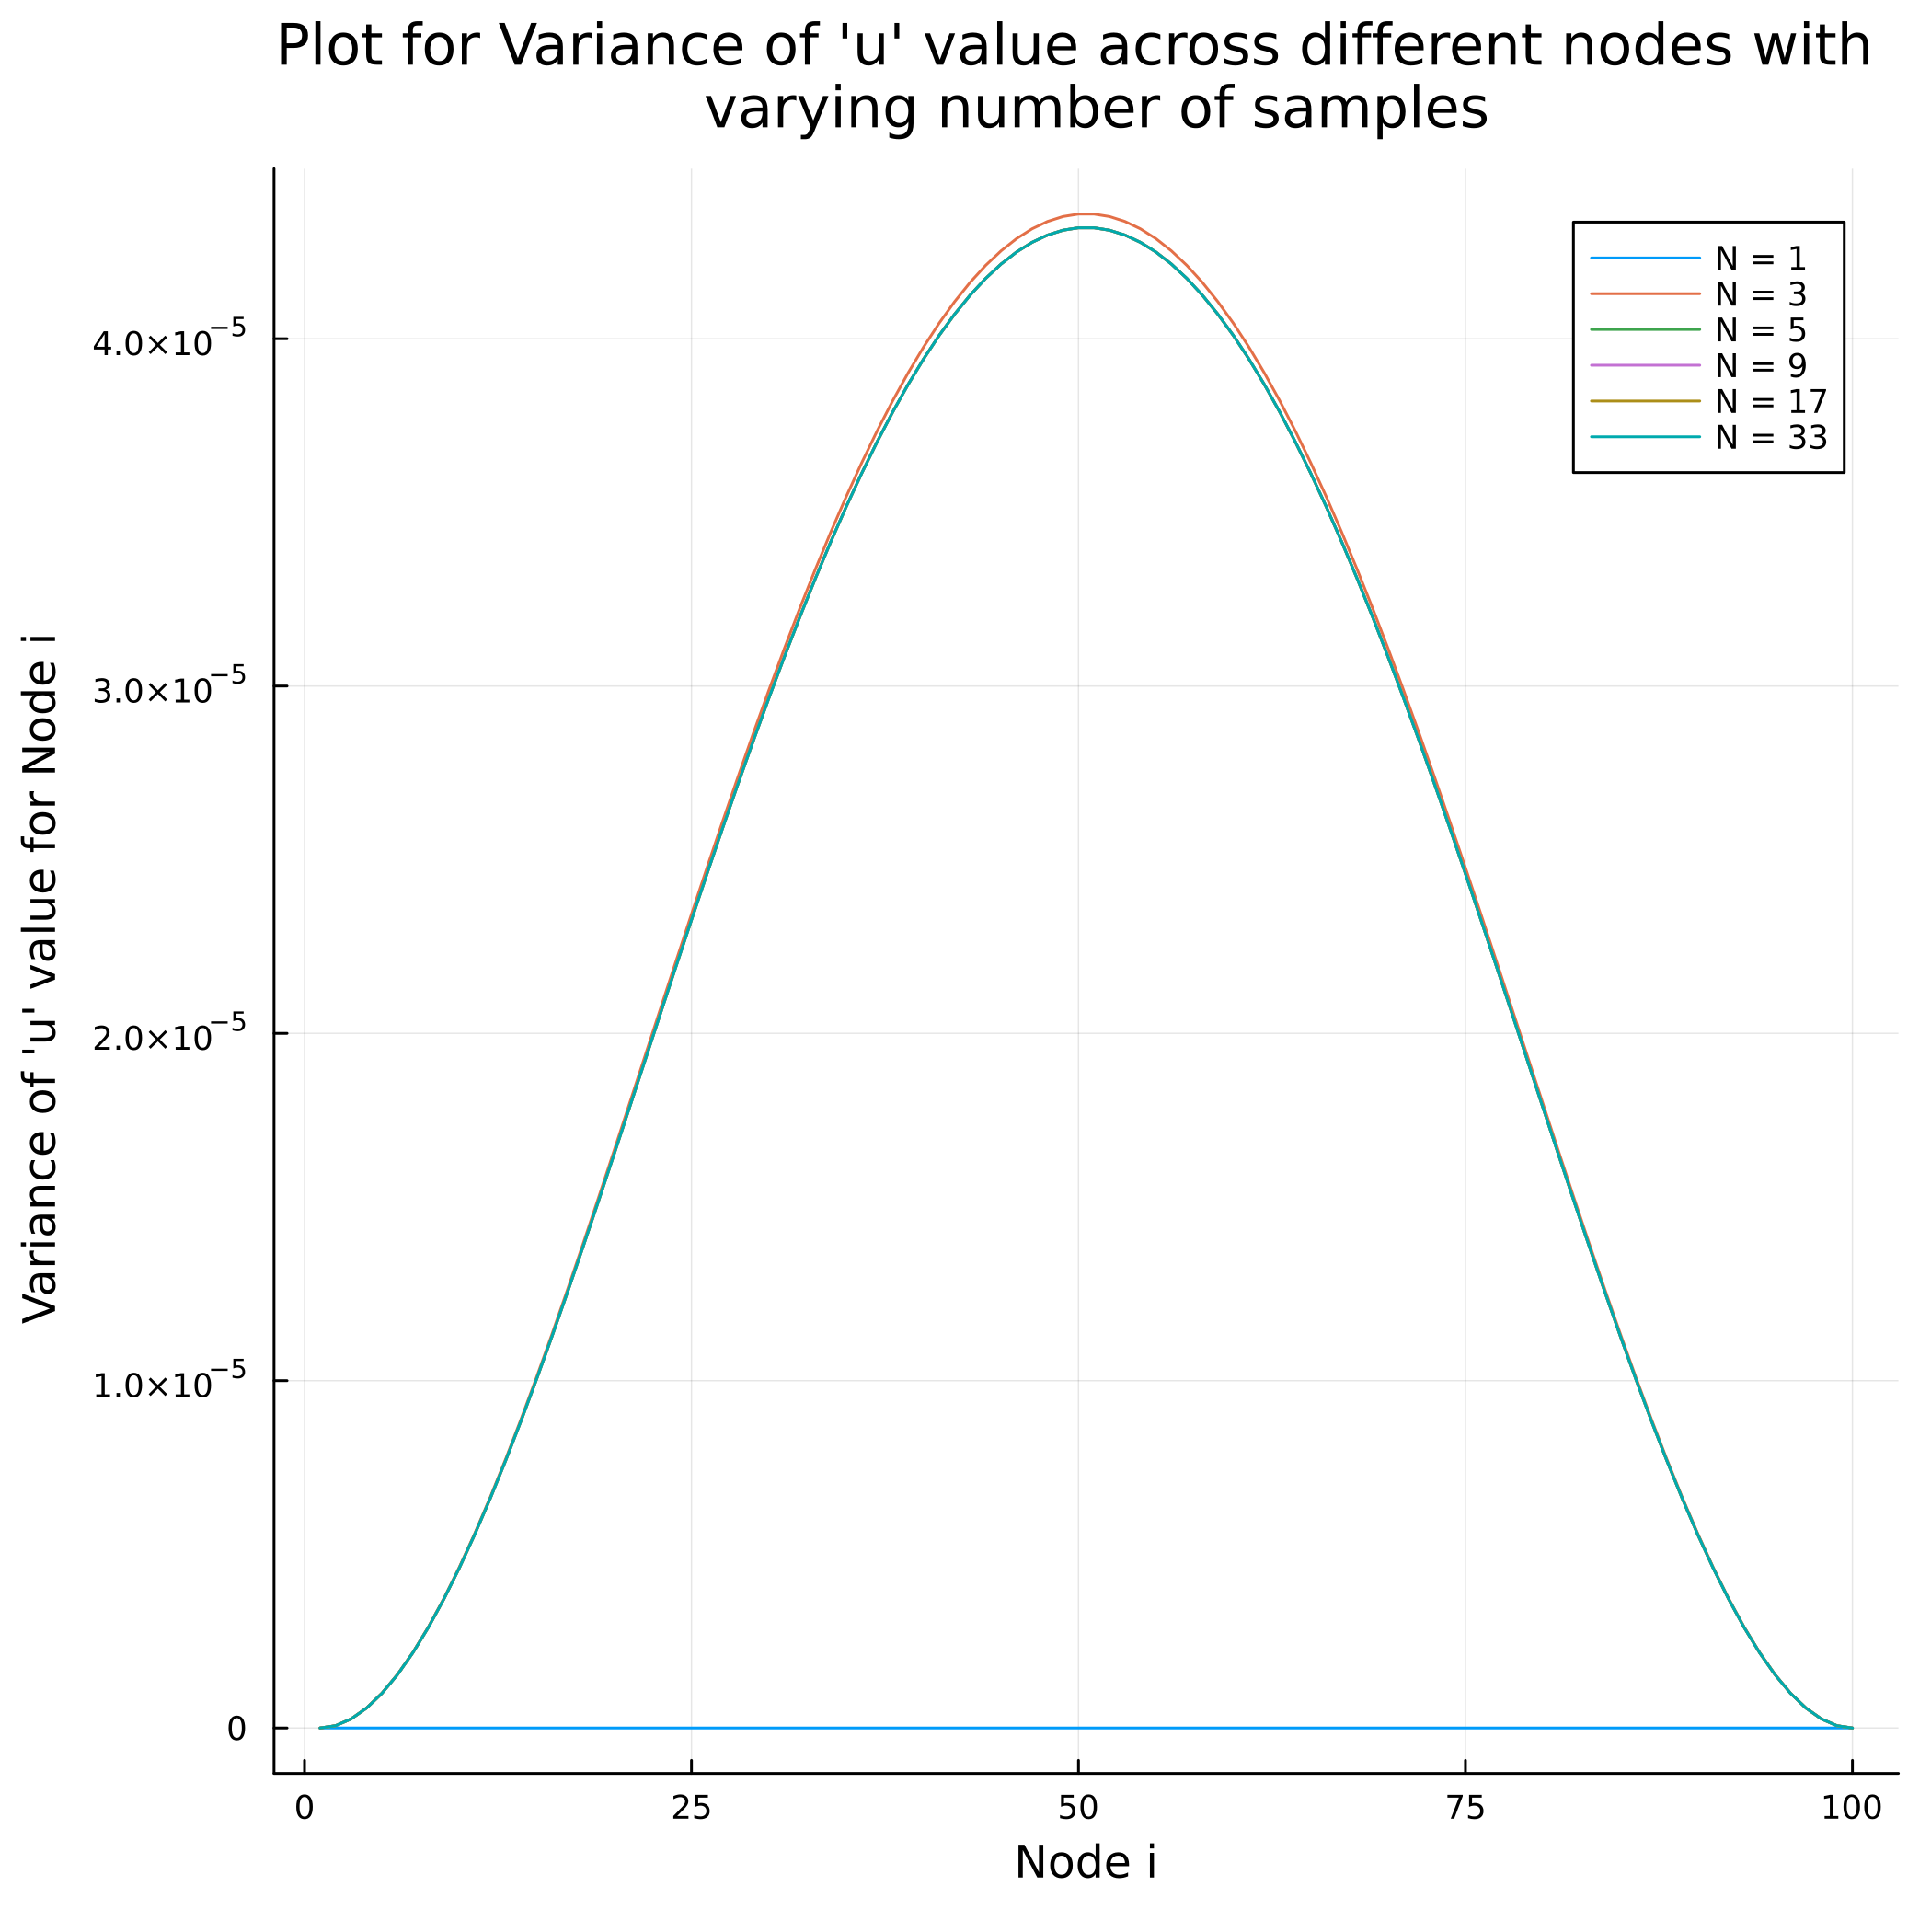 Plot for Variance of 'u' value across different nodes with
varying number of samples
Variance of 'u' value for Node i
4.0×10⁻⁵
3.0×10⁻⁵
2.0×10⁻⁵
1.0×10⁻⁵
0
N = 1
N = 3
N = 5
N = 9
N = 17
N = 33
0 25 50 75 100
Node i